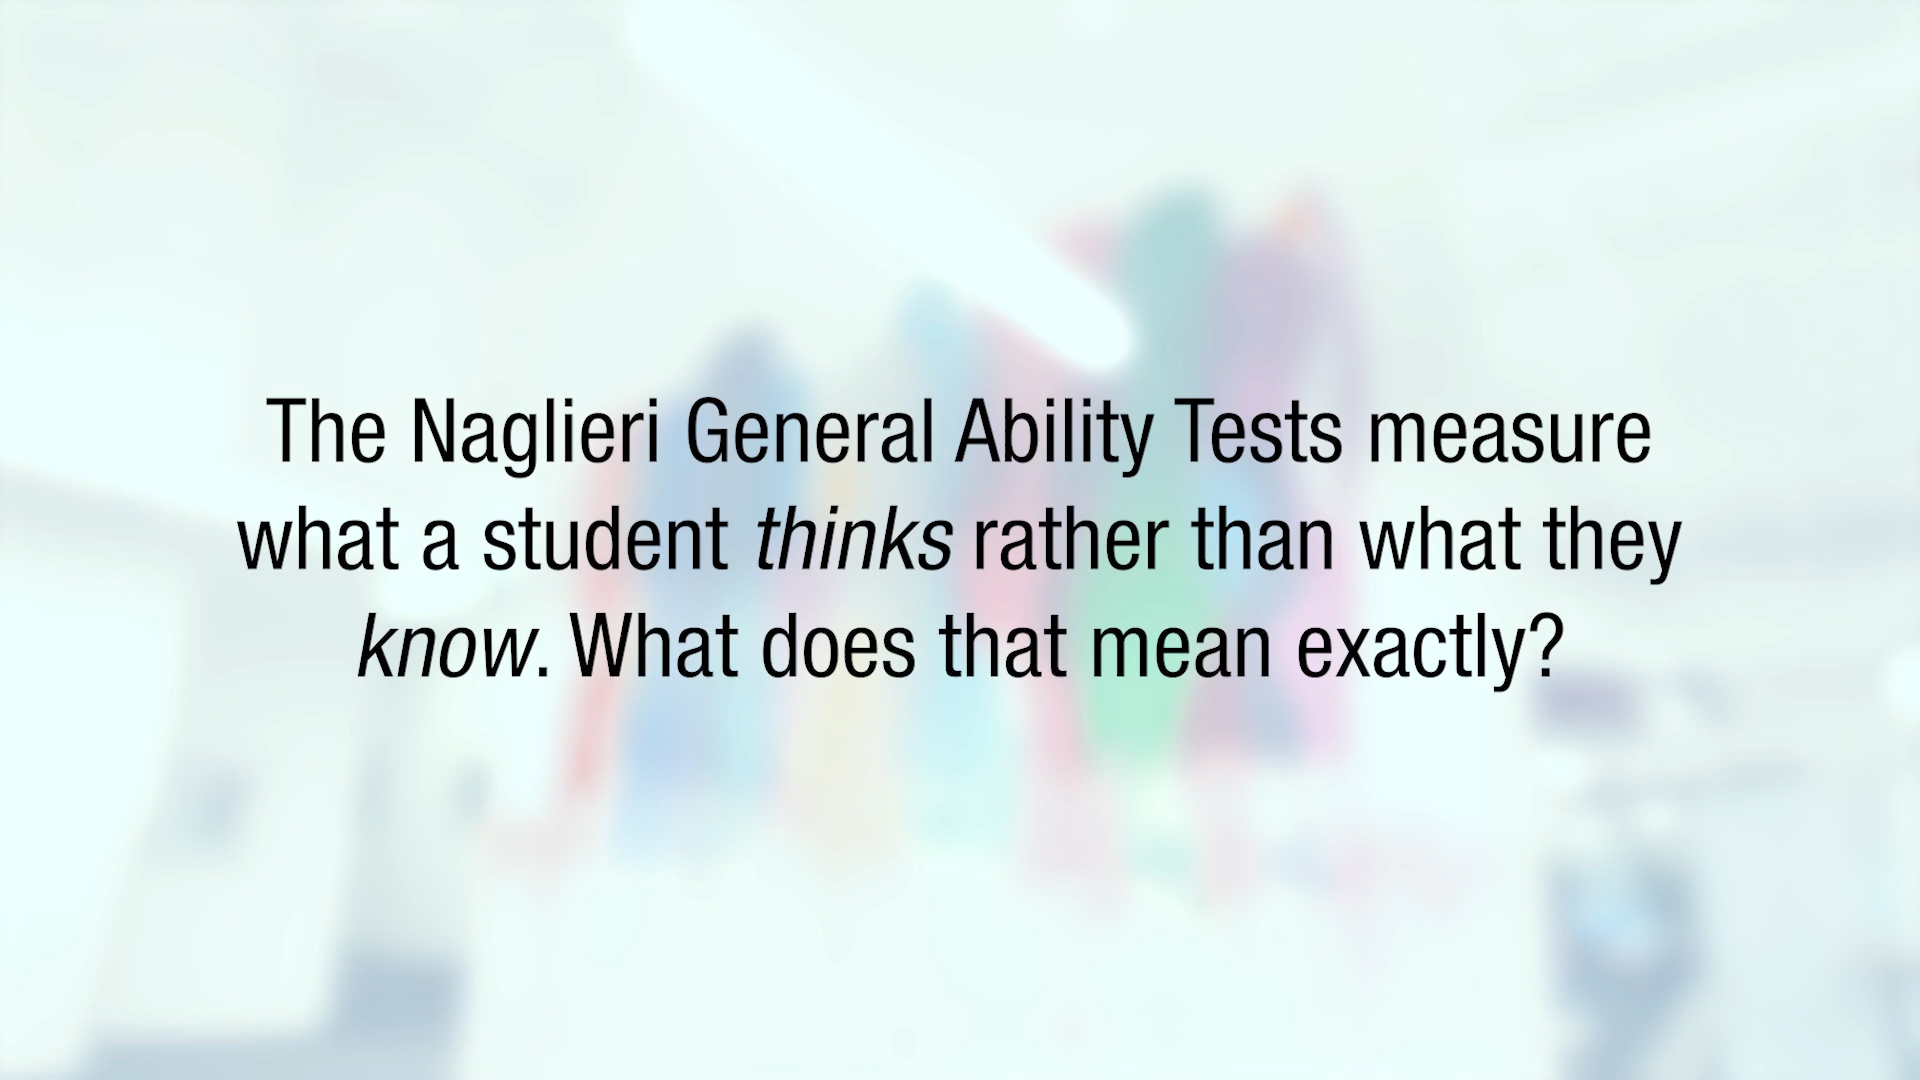 The Naglieri General Ability Tests measure
what a student thinks rather than what they
know. What does that mean exactly?